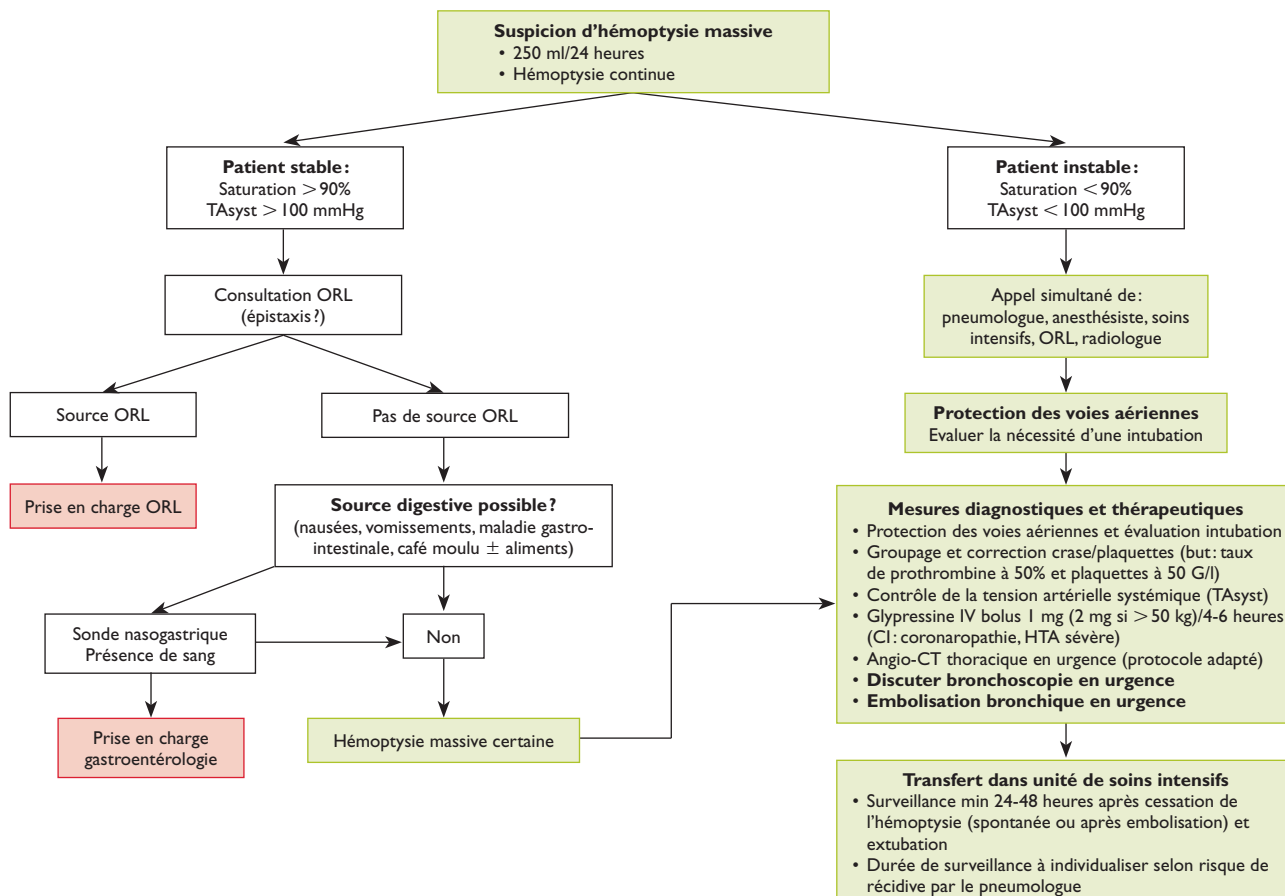 Suspicion d'hémoptysie massive
• 250 ml/24 heures
• Hémoptysie continue
Patient stable:
Saturation > 90%
TAsyst > 100 mmHg
Patient instable:
Saturation < 90%
TAsyst < 100 mmHg
Consultation ORL
(épistaxis?)
Appel simultané de:
pneumologue, anesthésiste, soins
intensifs, ORL, radiologue
Source ORL
Pas de source ORL
Protection des voies aériennes
Evaluer la nécessité d'une intubation
Prise en charge ORL
Source digestive possible?
(nausées, vomissements, maladie gastro-
intestinale, café moulu ± aliments)
Sonde nasogastrique
Présence de sang
Non
Prise en charge
gastroentérologie
Hémoptysie massive certaine
Mesures diagnostiques et thérapeutiques
• Protection des voies aériennes et évaluation intubation
• Groupage et correction crase/plaquettes (but: taux
de prothrombine à 50% et plaquettes à 50 G/l)
• Contrôle de la tension artérielle systémique (TAsyst)
• Glypressine IV bolus 1 mg (2 mg si > 50 kg)/4-6 heures
(CI: coronaropathie, HTA sévère)
• Angio-CT thoracique en urgence (protocole adapté)
• Discuter bronchoscopie en urgence
• Embolisation bronchique en urgence
Transfert dans unité de soins intensifs
• Surveillance min 24-48 heures après cessation de
l'hémoptysie (spontanée ou après embolisation) et
extubation
• Durée de surveillance à individualiser selon risque de
récidive par le pneumologue